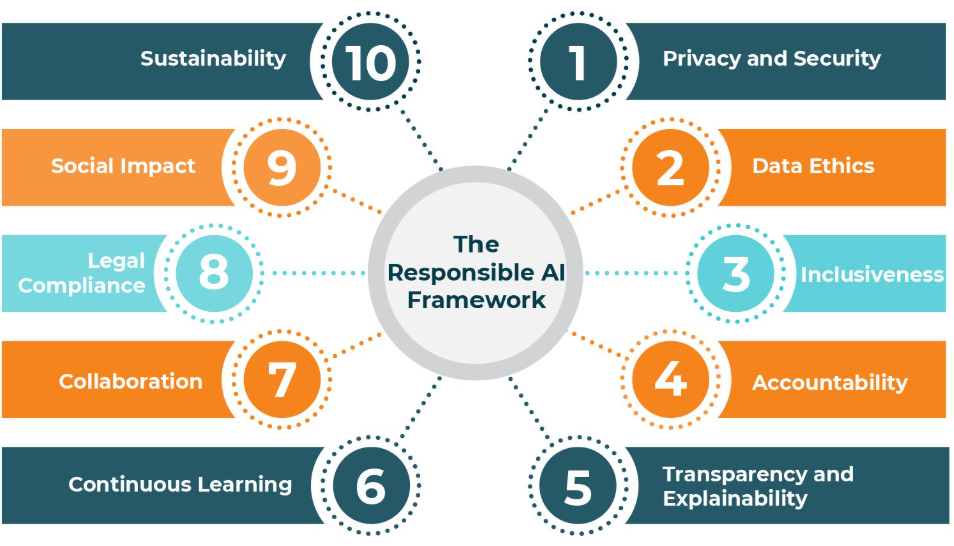 The
Responsible AI
Framework
1
Privacy and Security
2
Data Ethics
3
Inclusiveness
4
Accountability
5
Transparency and
Explainability
6
Continuous Learning
7
Collaboration
8
Legal
Compliance
9
Social Impact
10
Sustainability